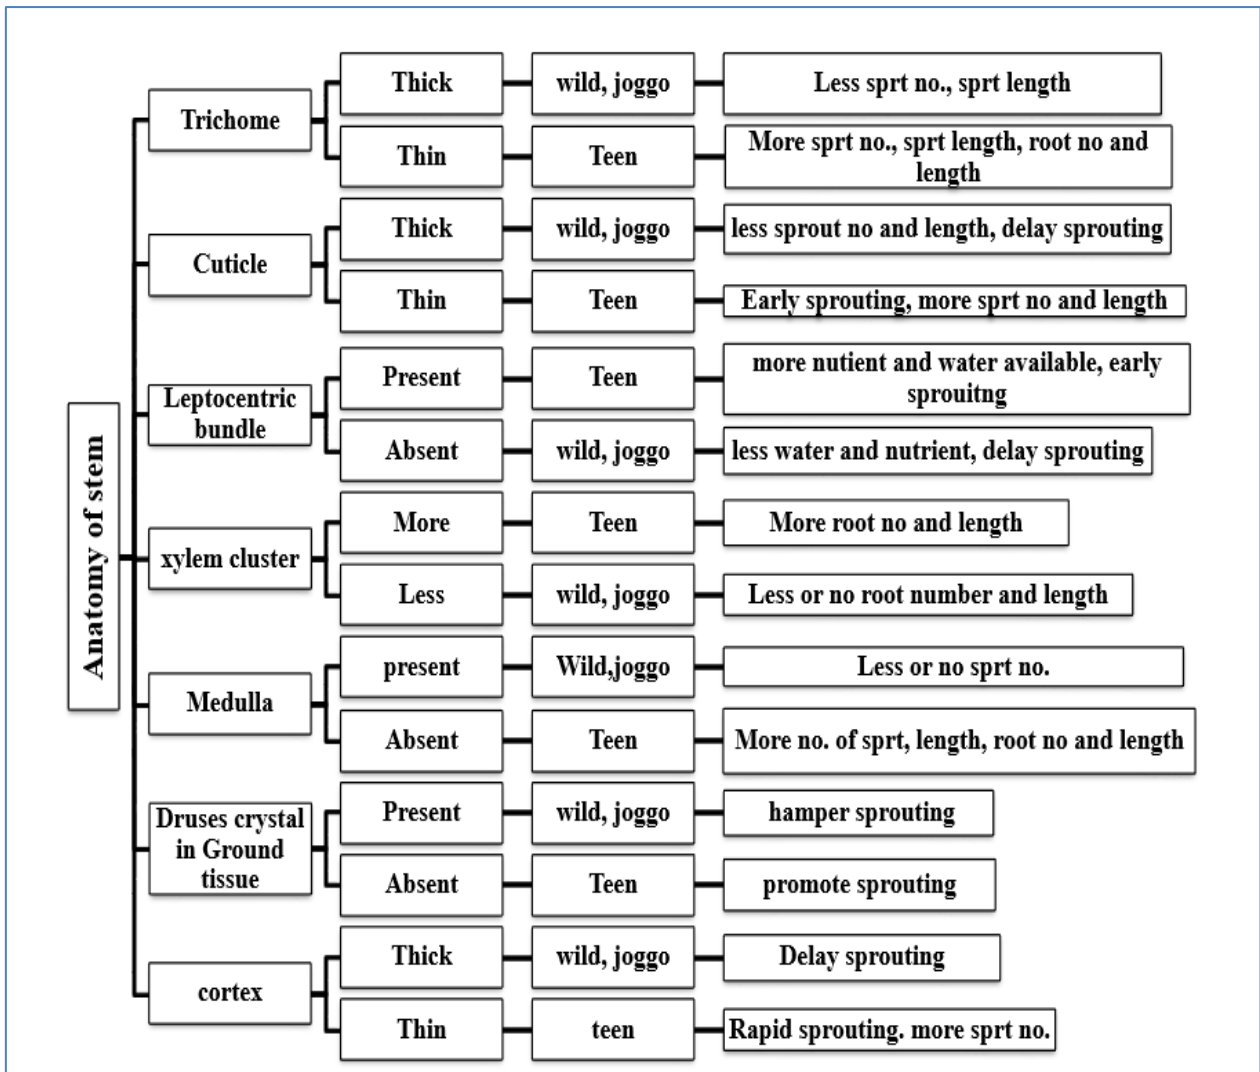 Anatomy of stem
Trichome
Thick
wild, joggo
Less sprt no., sprt length
Thin
Teen
More sprt no., sprt length, root no and
length
Cuticle
Thick
wild, joggo
less sprout no and length, delay sprouting
Thin
Teen
Early sprouting, more sprt no and length
Leptocentric
bundle
Present
Teen
more nutient and water available, early
sprouitng
Absent
wild, joggo
less water and nutrient, delay sprouting
xylem cluster
More
Teen
More root no and length
Less
wild, joggo
Less or no root number and length
Medulla
present
Wild,joggo
Less or no sprt no.
Absent
Teen
More no. of sprt, length, root no and length
Druses crystal
in Ground
tissue
Present
wild, joggo
hamper sprouting
Absent
Teen
promote sprouting
cortex
Thick
wild, joggo
Delay sprouting
Thin
teen
Rapid sprouting. more sprt no.